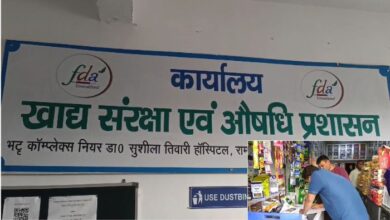 fda
fda
कार्यालय
खाद्य संरक्षा एवं औषधि प्रशासन
भट्ट कॉम्प्लेक्स नियर डा0 सुशीला तिवारी हॉस्पिटल, राम
USE DUSTBIN